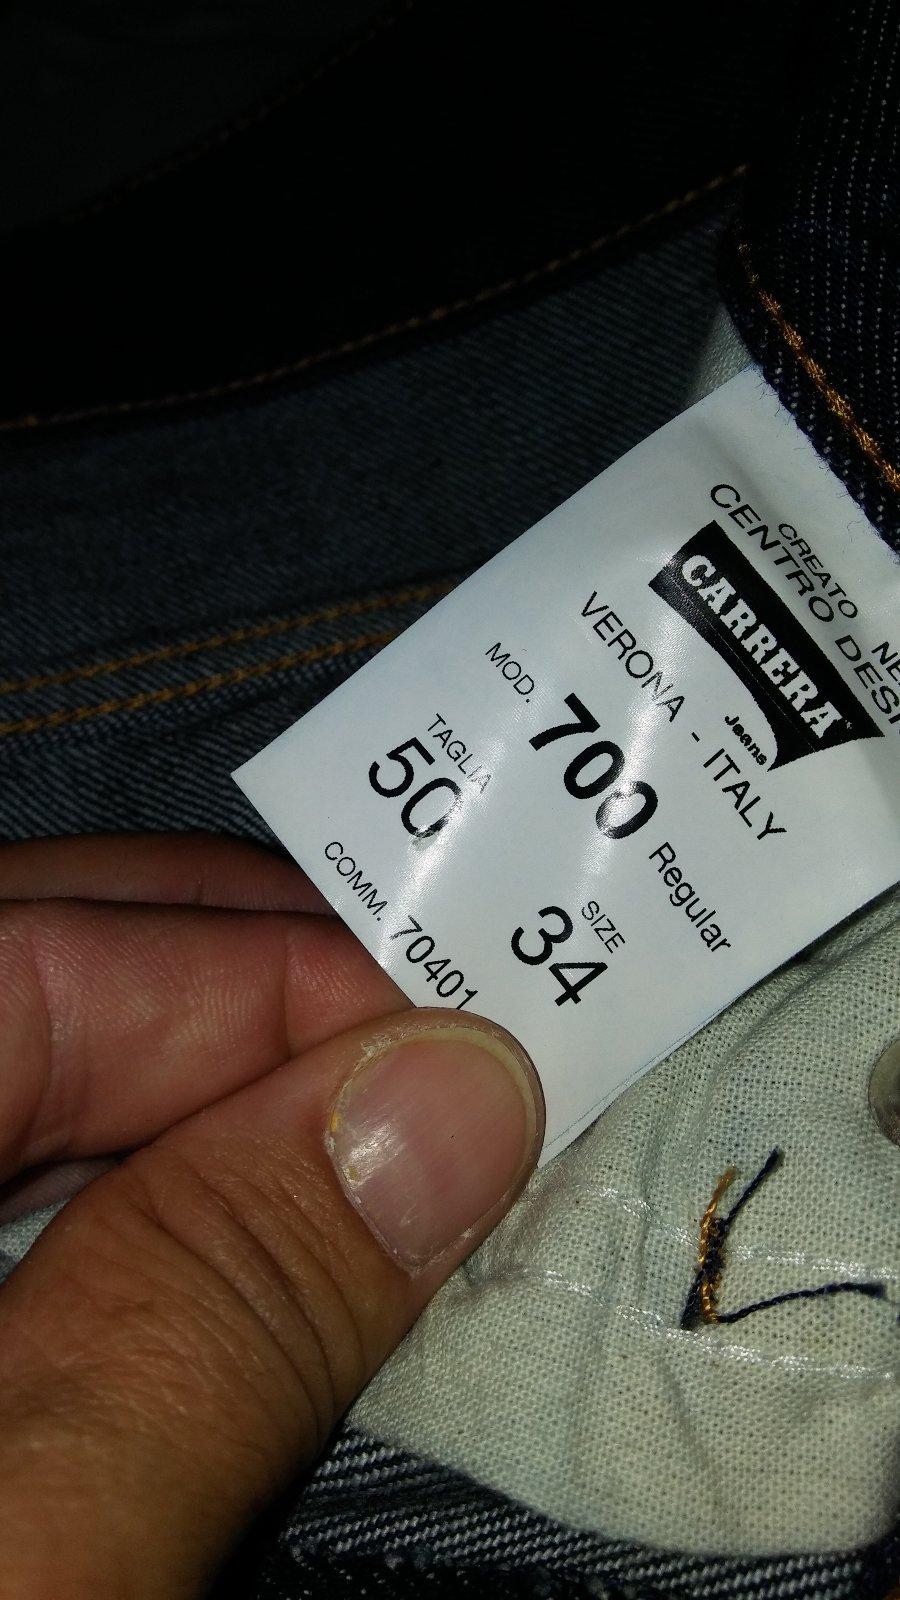 CREATO
CENTRO
CARRERA
Jeans
VERONA - ITALY
MOD. 700 Regular
TAGLIA SIZE
50 34
COMM. 70401